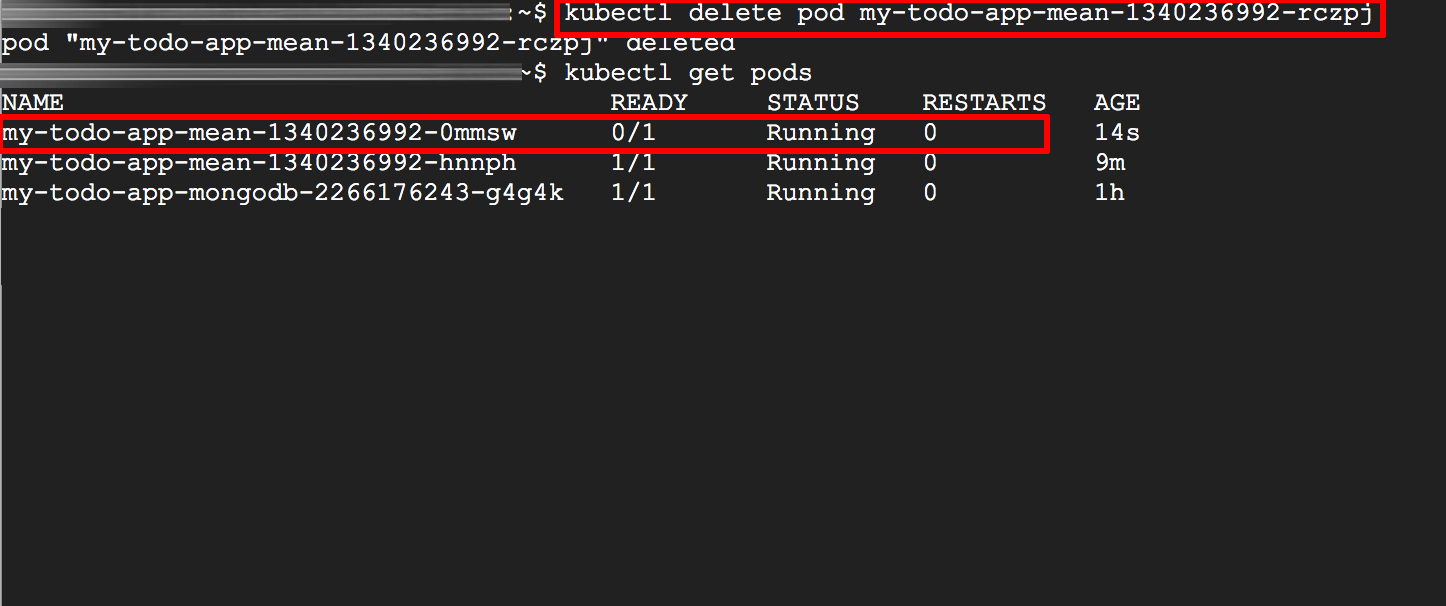 :~$ kubectl delete pod my-todo-app-mean-1340236992-rczpj
pod "my-todo-app-mean-1340236992-rczpj" deleted
~$ kubectl get pods
NAME READY STATUS RESTARTS AGE
my-todo-app-mean-1340236992-0mmsw 0/1 Running 0 14s
my-todo-app-mean-1340236992-hnnph 1/1 Running 0 9m
my-todo-app-mongodb-2266176243-g4g4k 1/1 Running 0 1h